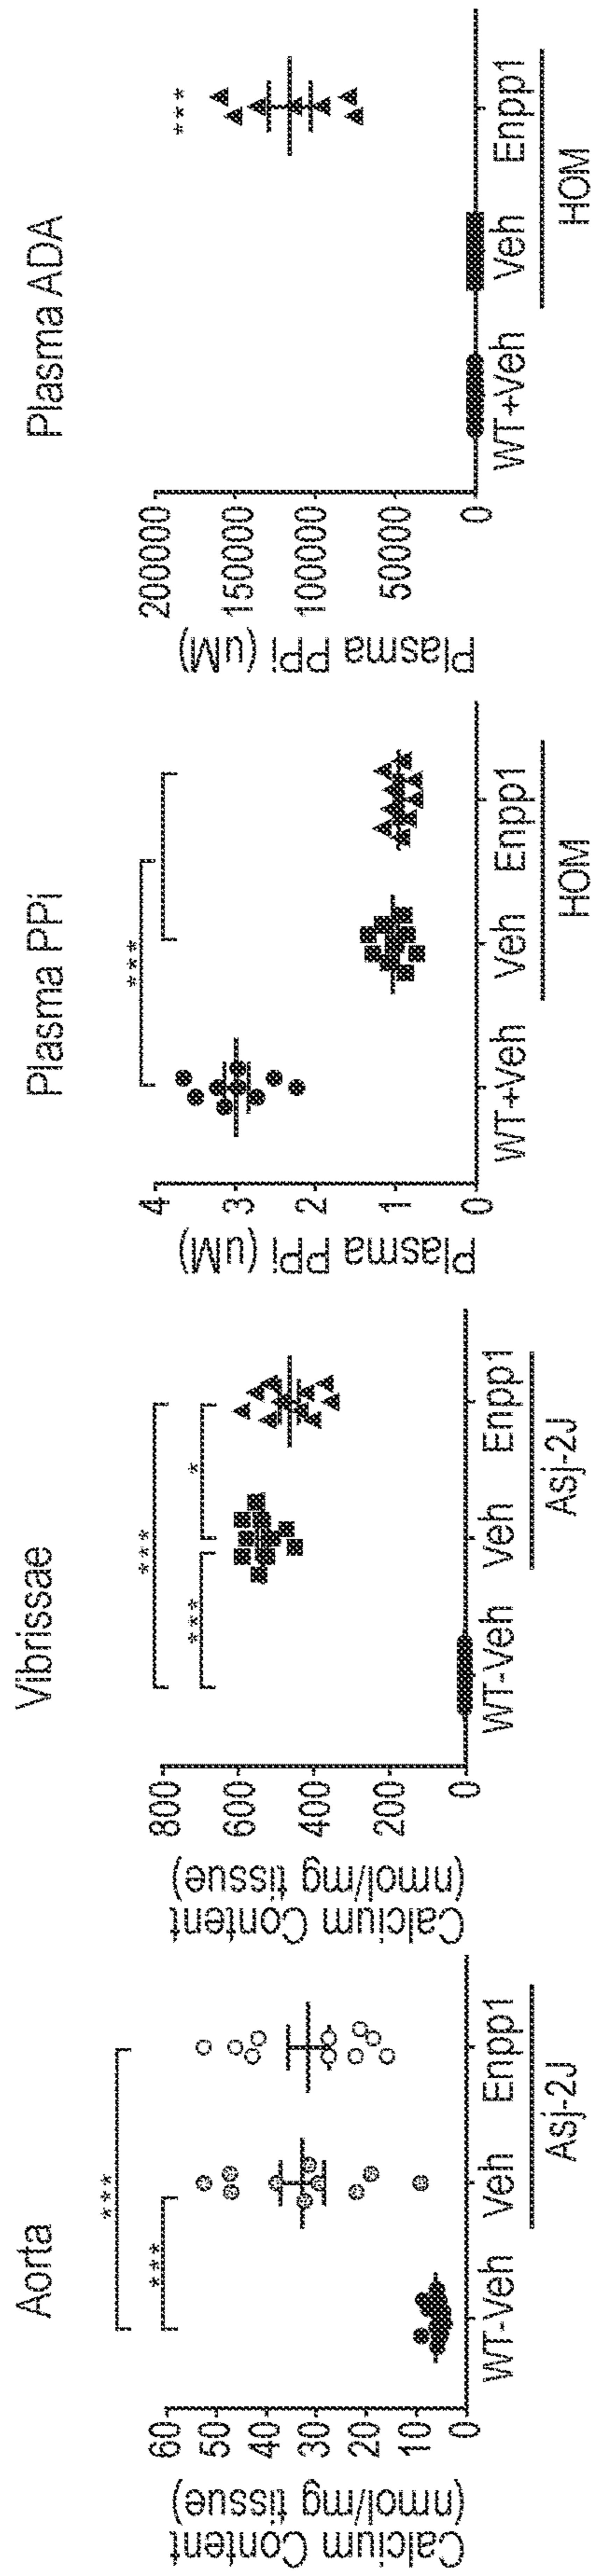 Aorta
Calcium Content
(nmol/mg tissue)
60
50
40
30
20
10
0
***
***
WT-Veh
Veh
Enpp1
Asj-2J
Vibrissae
Calcium Content
(nmol/mg tissue)
800
600
400
200
0
***
***
*
WT-Veh
Veh
Enpp1
Asj-2J
Plasma PPi
Plasma PPi (uM)
4
3
2
1
0
***
WT+Veh
Veh
Enpp1
HOM
Plasma ADA
Plasma PPi (uM)
200000
150000
100000
50000
0
***
WT+Veh
Veh
Enpp1
HOM